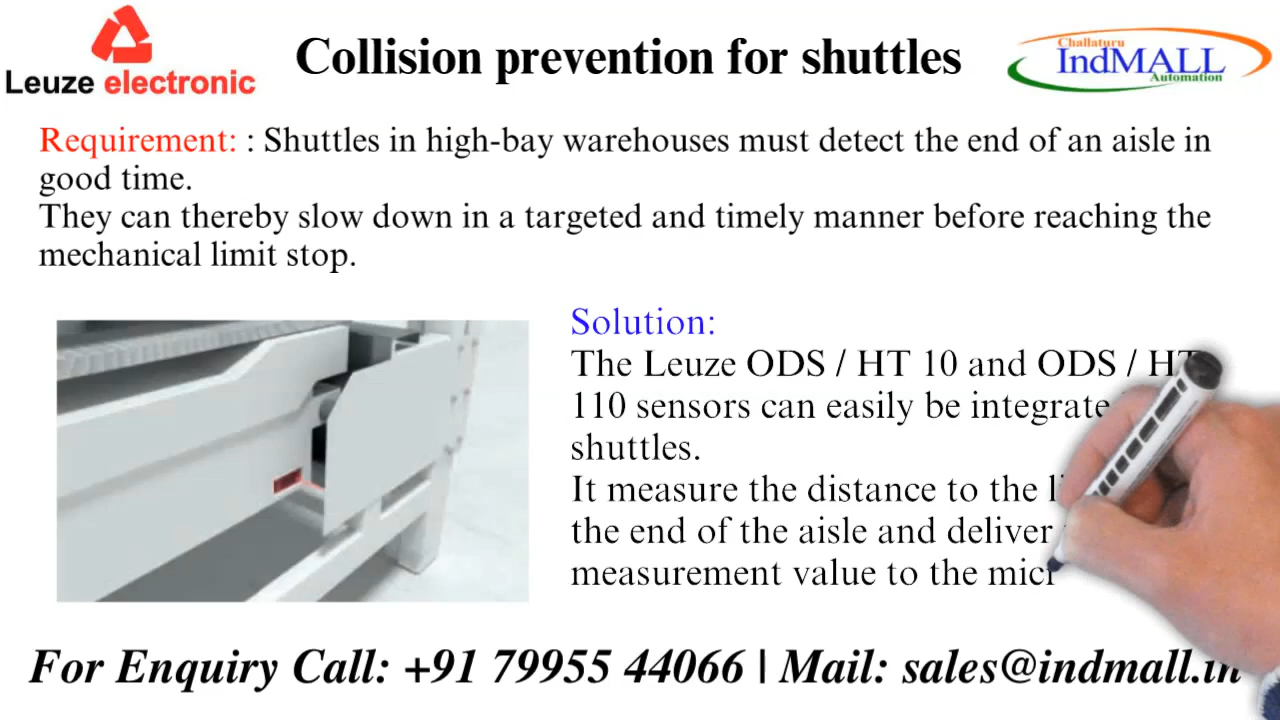 Leuze electronic
Collision prevention for shuttles
Challaturu
IndMALL
Automation
Requirement: : Shuttles in high-bay warehouses must detect the end of an aisle in
good time.
They can thereby slow down in a targeted and timely manner before reaching the
mechanical limit stop.
Solution:
The Leuze ODS / HT 10 and ODS / HT
110 sensors can easily be integrate
shuttles.
It measure the distance to the
the end of the aisle and deliver
measurement value to the
For Enquiry Call: +91 79955 44066 | Mail: sales@indmall.in